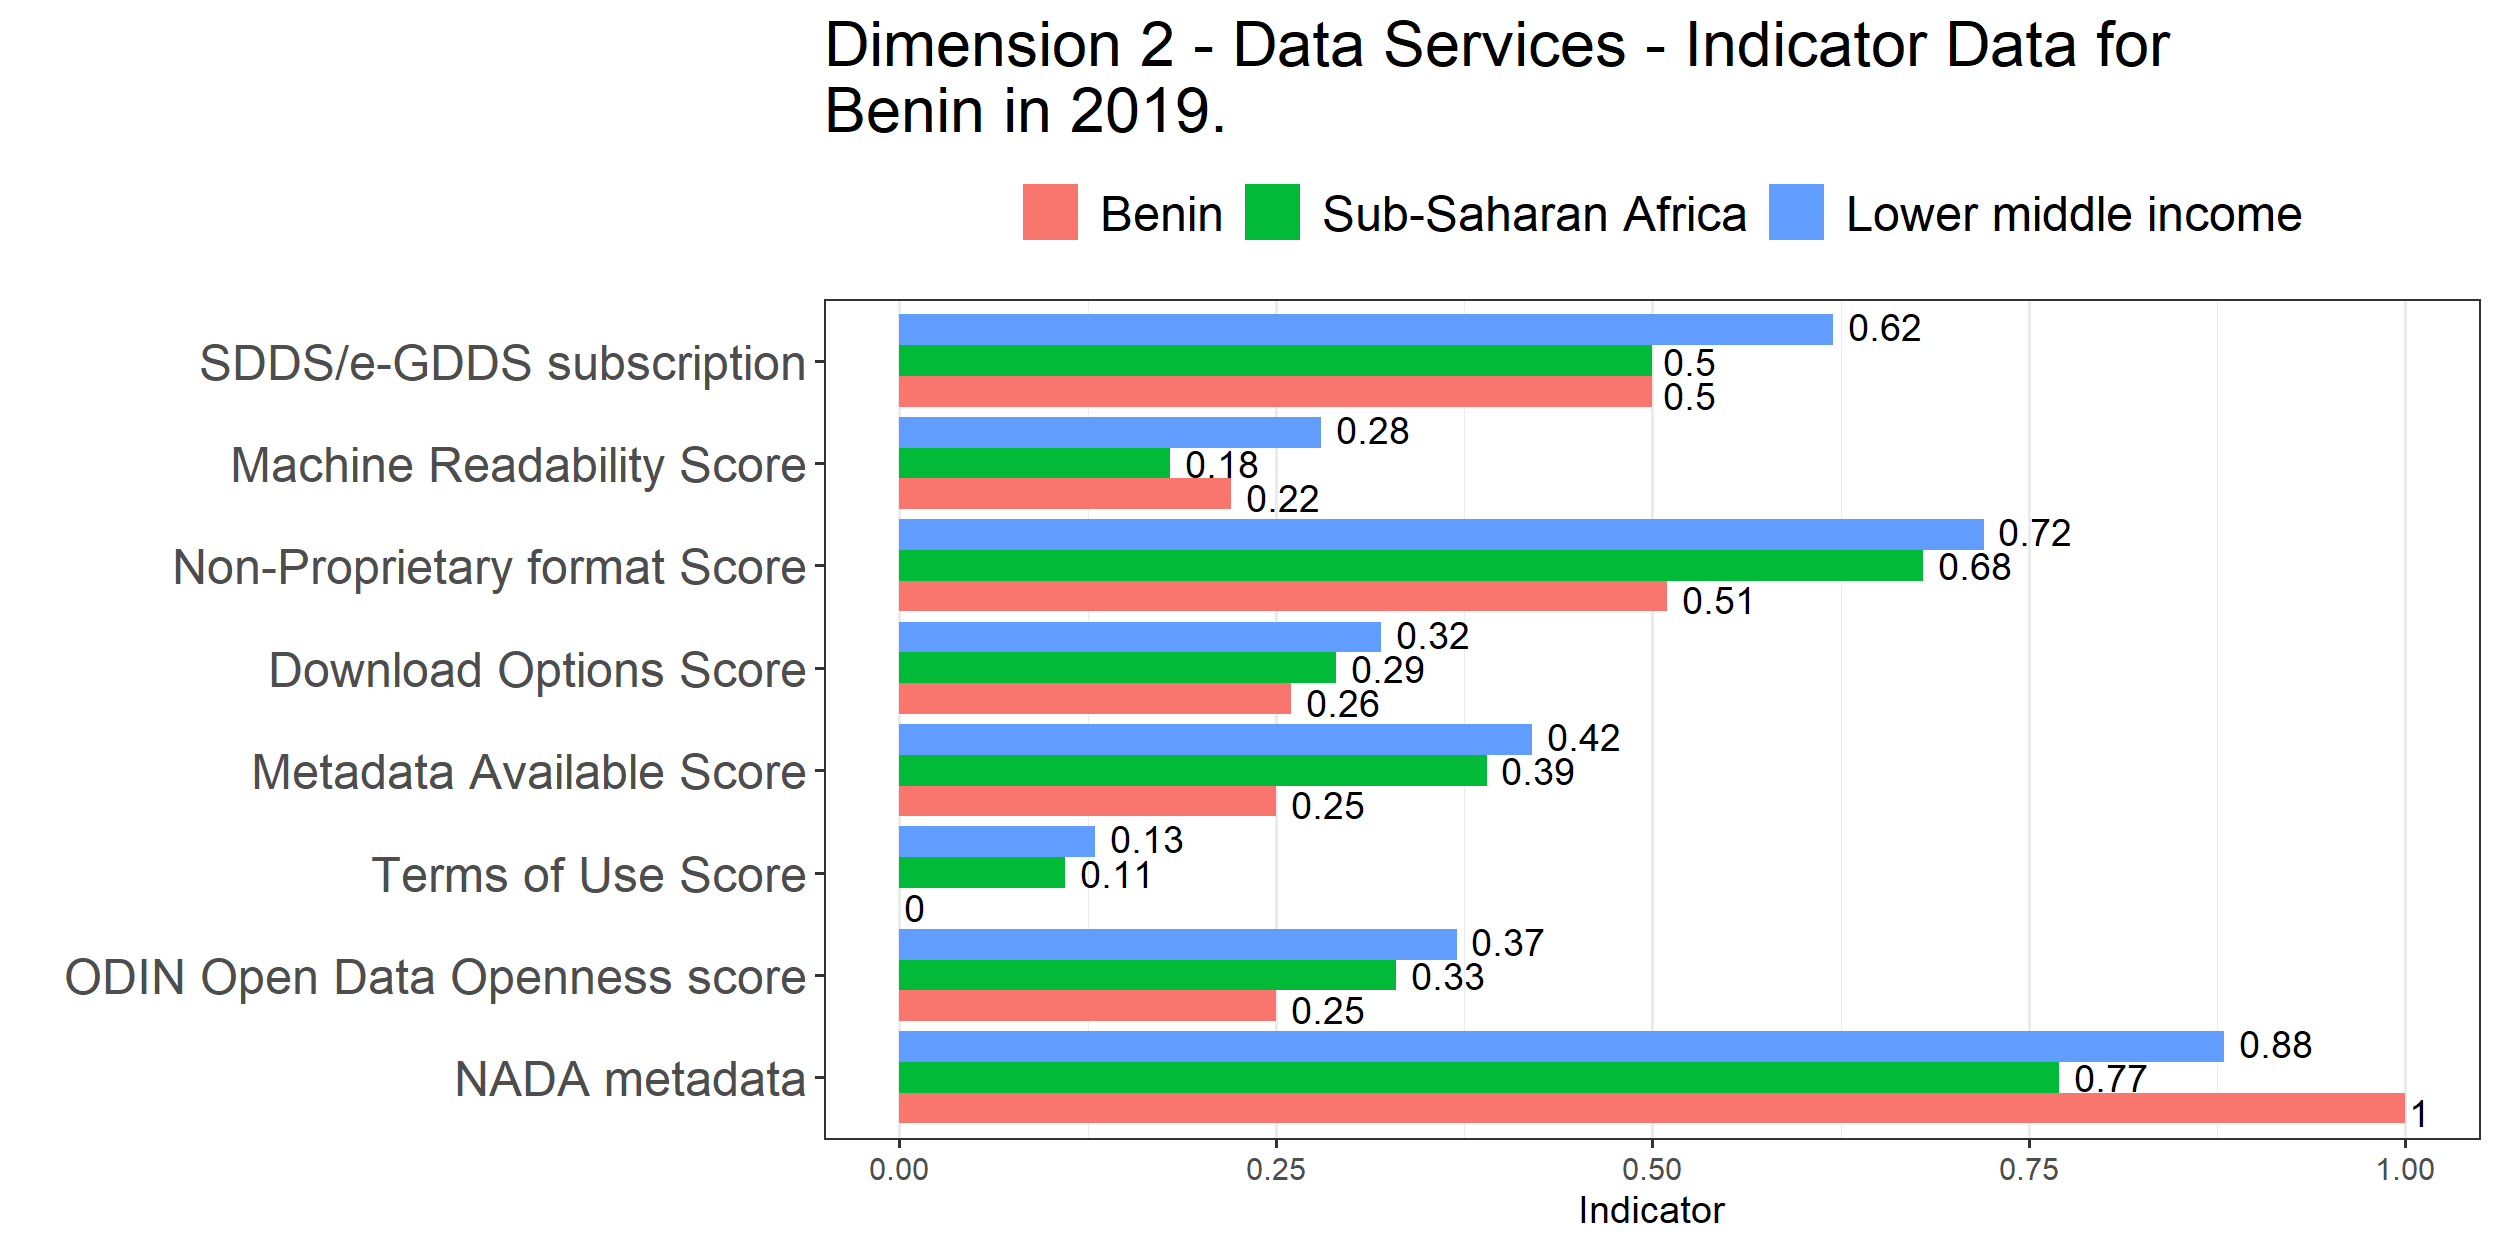 Dimension 2 - Data Services - Indicator Data for
Benin in 2019.
Benin Sub-Saharan Africa Lower middle income
SDDS/e-GDDS subscription
0.62
0.5
0.5
Machine Readability Score
0.28
0.18
0.22
Non-Proprietary format Score
0.72
0.68
0.51
Download Options Score
0.32
0.29
0.26
Metadata Available Score
0.42
0.39
0.25
Terms of Use Score
0.13
0.11
0
ODIN Open Data Openness score
0.37
0.33
0.25
NADA metadata
0.88
0.77
1
0.00 0.25 0.50 0.75 1.00
Indicator